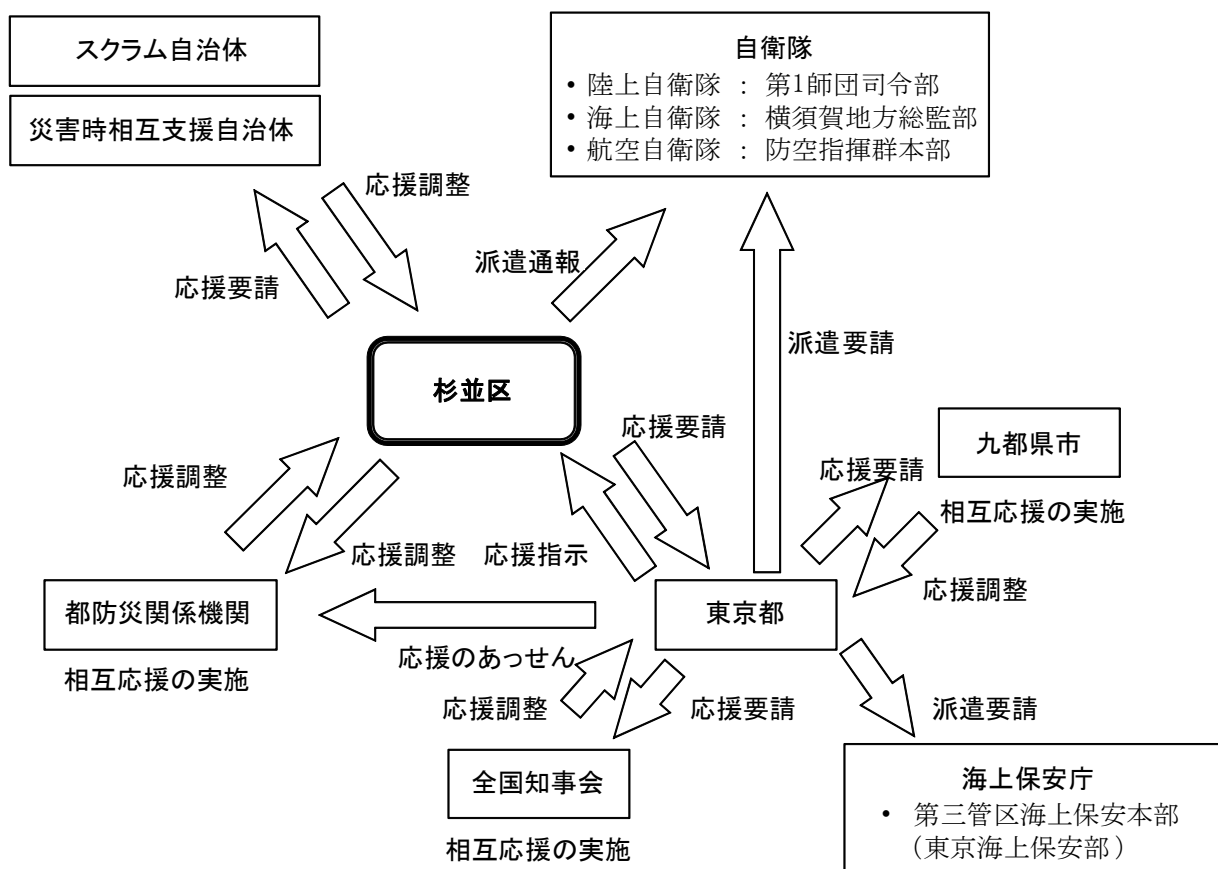 スクラム自治体
災害時相互支援自治体
自衛隊
• 陸上自衛隊 : 第1師団司令部
• 海上自衛隊 : 横須賀地方総監部
• 航空自衛隊 : 防空指揮群本部
応援調整
応援要請
派遣通報
派遣要請
杉並区
応援要請
九都県市
応援調整
応援要請
相互応援の実施
応援調整
応援指示
応援調整
都防災関係機関
東京都
相互応援の実施
応援のあっせん
応援調整
応援要請
派遣要請
全国知事会
相互応援の実施
海上保安庁
• 第三管区海上保安本部
(東京海上保安部)